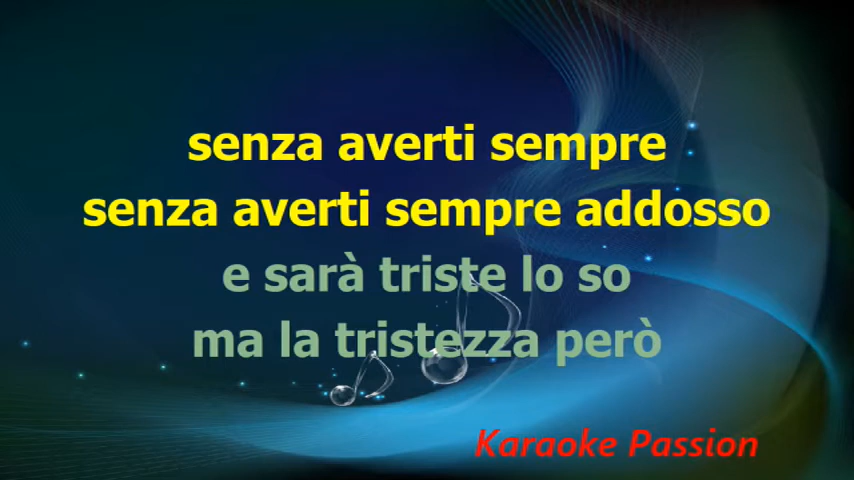 senza averti sempre
senza averti sempre addosso
e sarà triste lo so
ma la tristezza però
Karaoke Passion